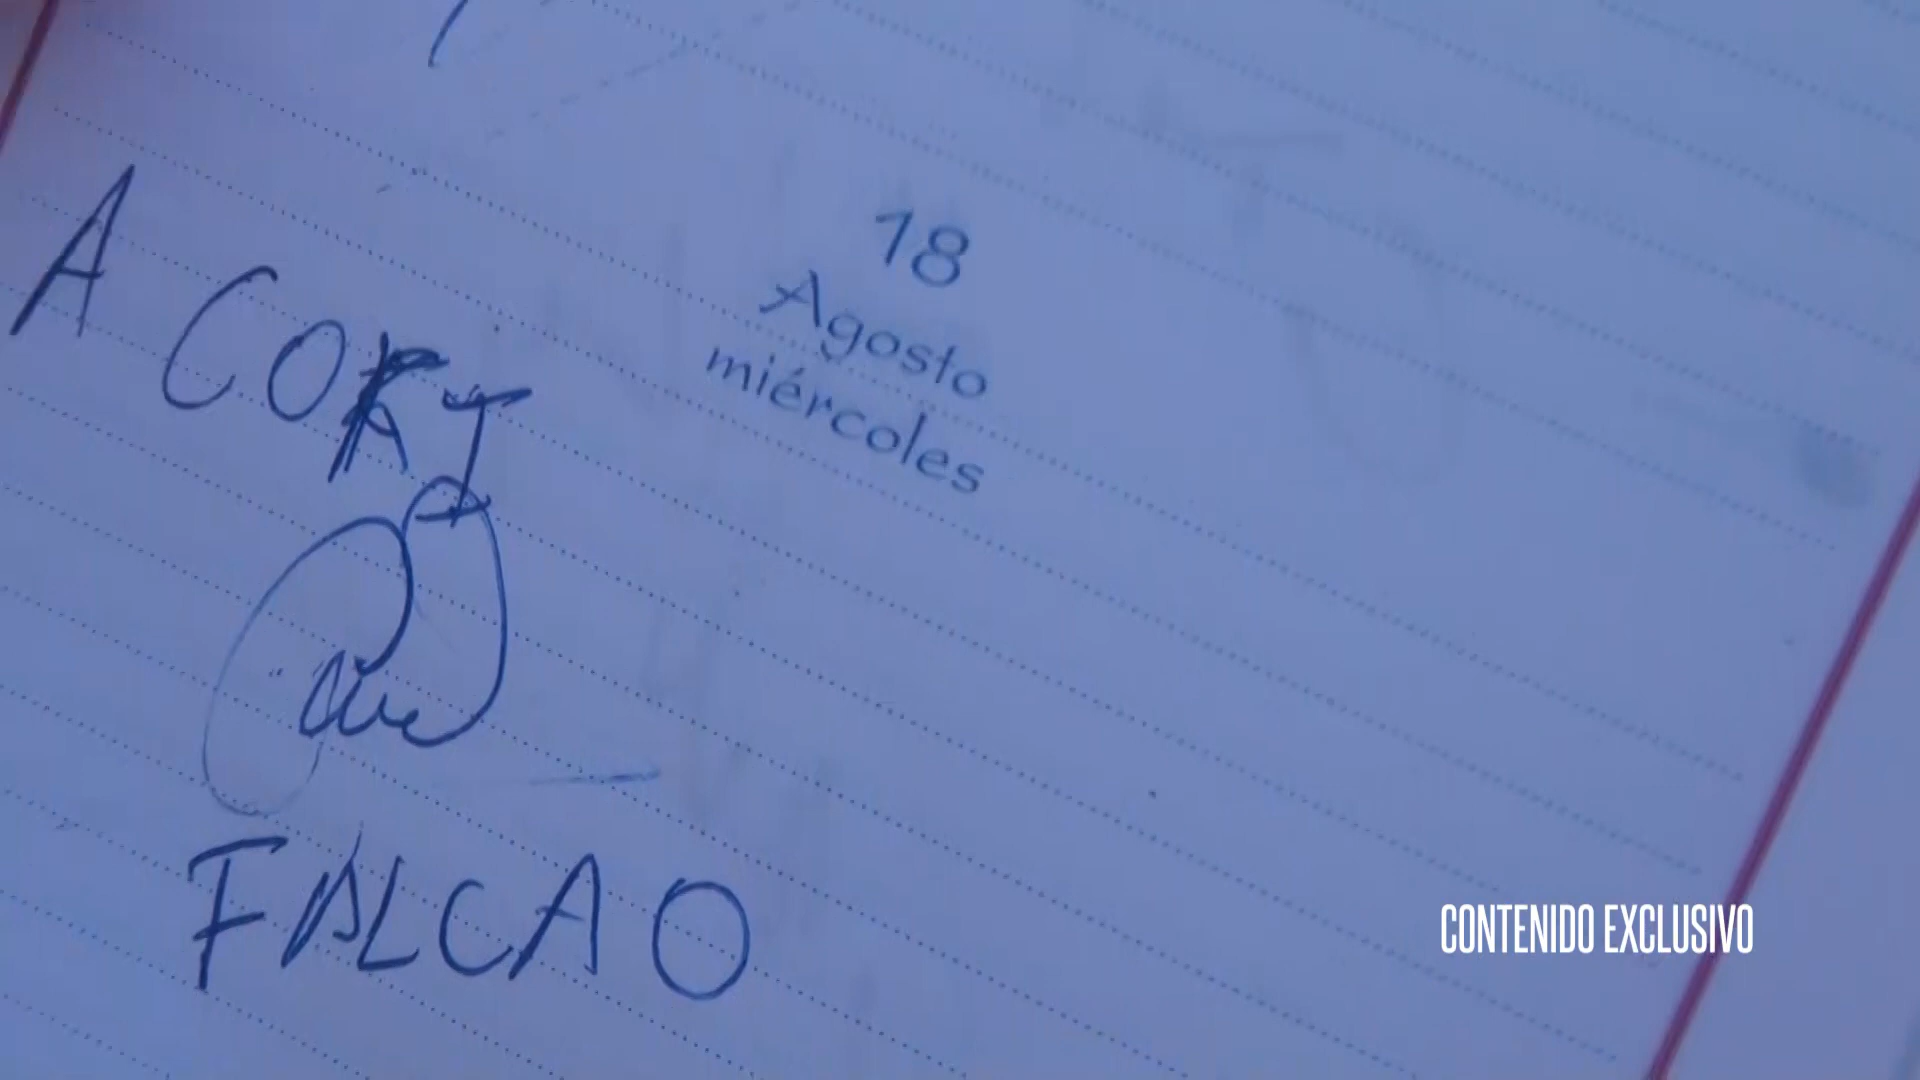 18
Agosto
miércoles
A CORI
FALCAO
CONTENIDO EXCLUSIVO